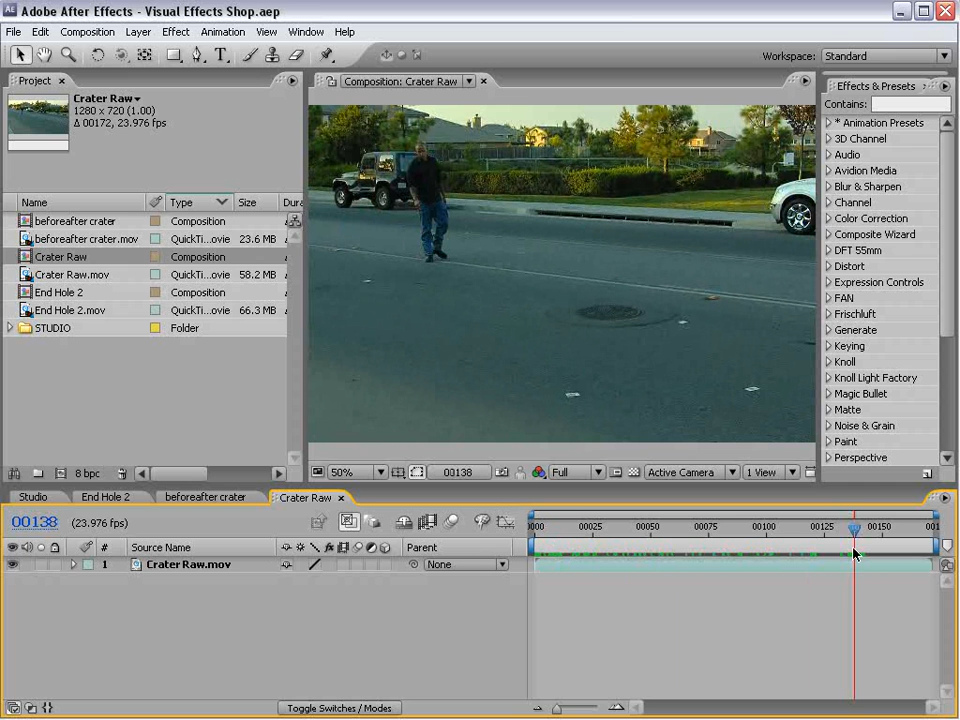 Adobe After Effects - Visual Effects Shop.aep
File Edit Composition Layer Effect Animation View Window Help
Workspace: Standard
Project
Crater Raw
1280 x 720 (1.00)
Δ 00172, 23.976 fps
Name Type Size Dura
beforeafter crater Composition
beforeafter crater.mov QuickTi...ovie 23.6 MB
Crater Raw Composition
Crater Raw.mov QuickTi...ovie 58.2 MB
End Hole 2 Composition
End Hole 2.mov QuickTi...ovie 66.3 MB
STUDIO Folder
8 bpc
Composition: Crater Raw
50% 00138 Full Active Camera 1 View
Effects & Presets
Contains:
* Animation Presets
3D Channel
Audio
Avidion Media
Blur & Sharpen
Channel
Color Correction
Composite Wizard
DFT 55mm
Distort
Expression Controls
FAN
Frischluft
Generate
Keying
Knoll
Knoll Light Factory
Magic Bullet
Matte
Noise & Grain
Paint
Perspective
Studio End Hole 2 beforeafter crater Crater Raw
00138 (23.976 fps)
0000 00025 00050 00075 00100 00125 00150 001
# Source Name Parent
1 Crater Raw.mov None
Toggle Switches / Modes